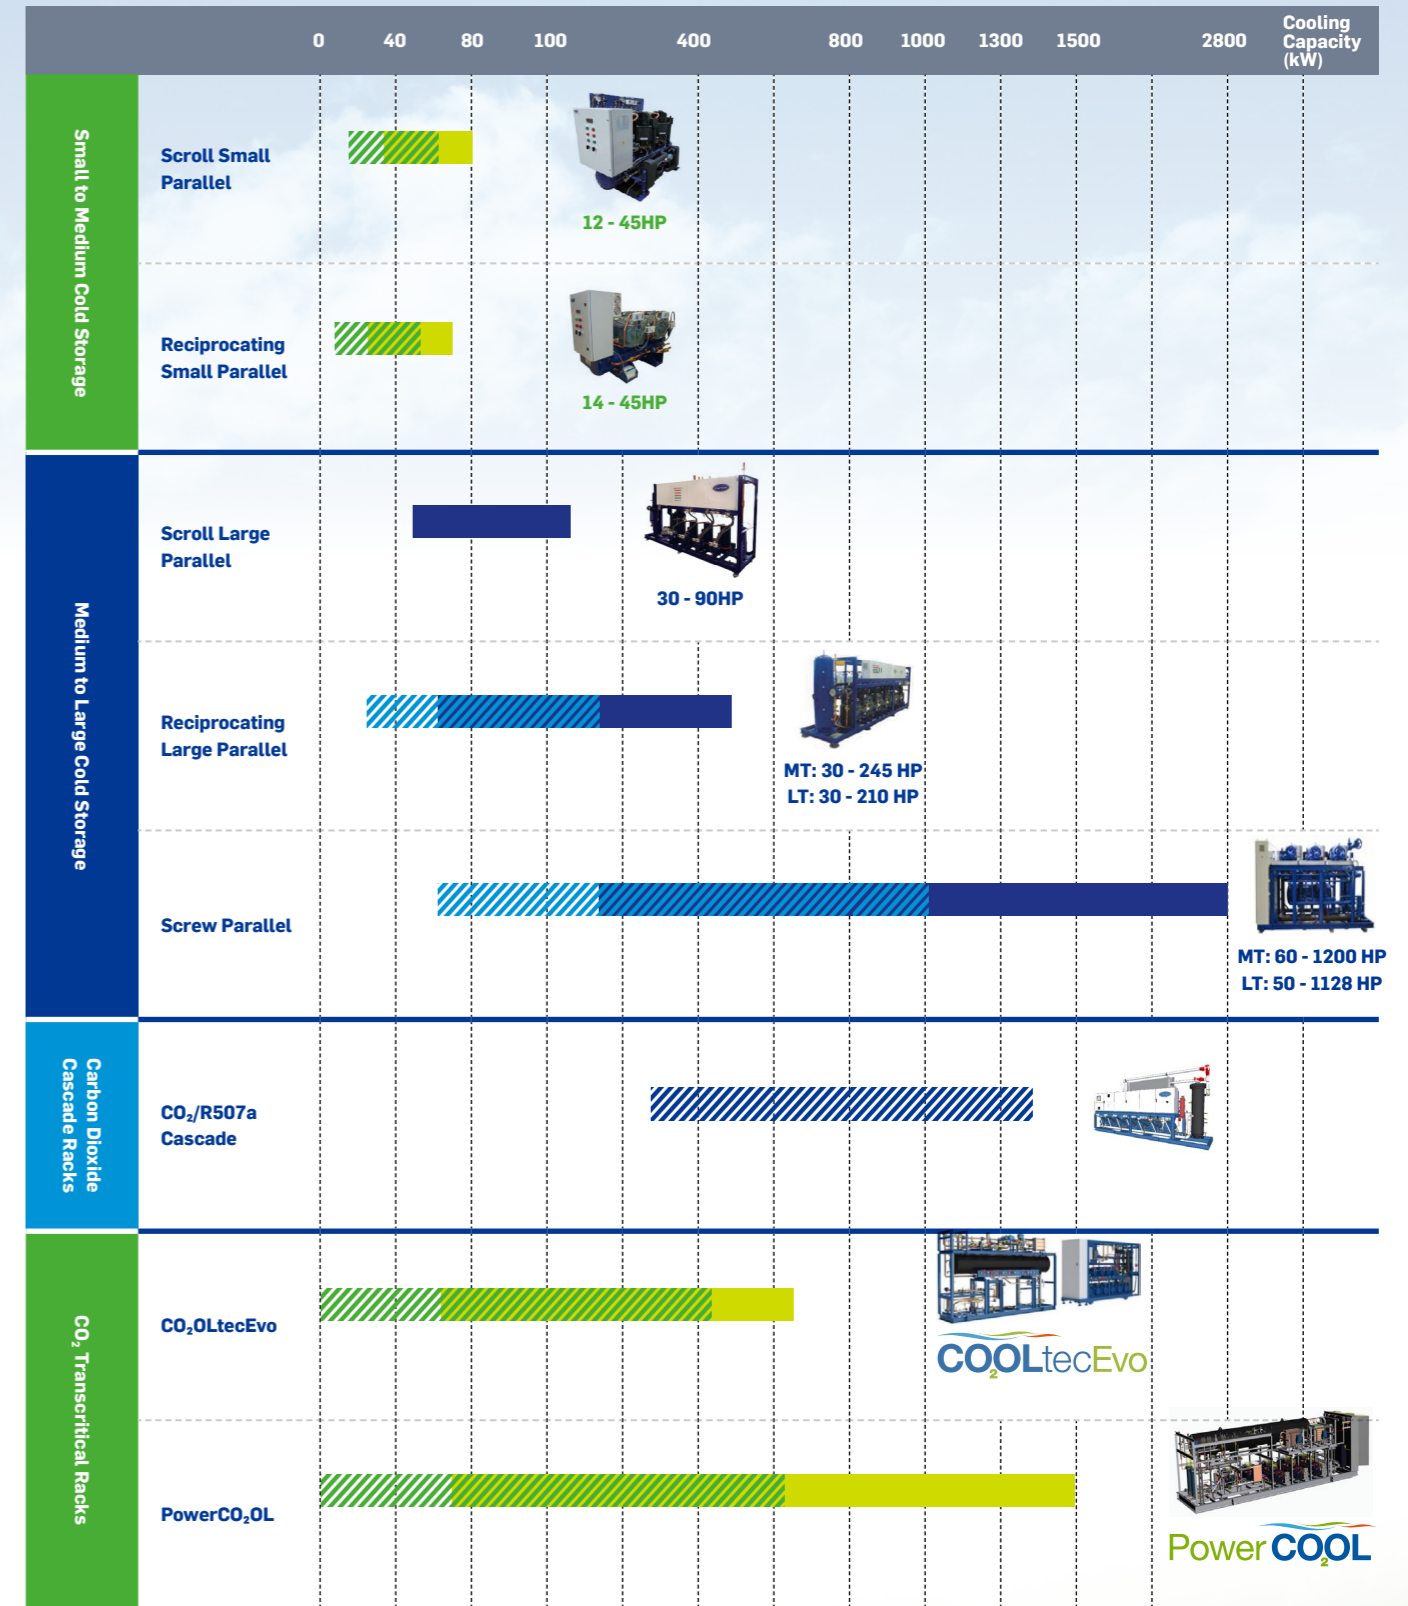 0 40 80 100 400 800 1000 1300 1500 2800 Cooling
Capacity
(kW)
Small to Medium Cold Storage
Scroll Small
Parallel
12 - 45HP
Reciprocating
Small Parallel
14 - 45HP
Medium to Large Cold Storage
Scroll Large
Parallel
30 - 90HP
Reciprocating
Large Parallel
MT: 30 - 245 HP
LT: 30 - 210 HP
Screw Parallel
MT: 60 - 1200 HP
LT: 50 - 1128 HP
Carbon Dioxide
Cascade Racks
CO₂/R507a
Cascade
CO₂ Transcritical Racks
CO₂OLtecEvo
CO₂OLtecEvo
PowerCO₂OL
PowerCO₂OL